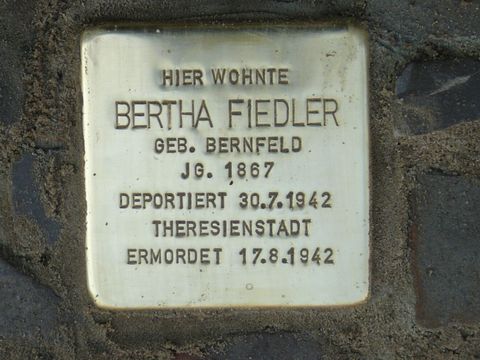 HIER WOHNTE
BERTHA FIEDLER
GEB. BERNFELD
JG. 1867
DEPORTIERT 30.7.1942
THERESIENSTADT
ERMORDET 17.8.1942